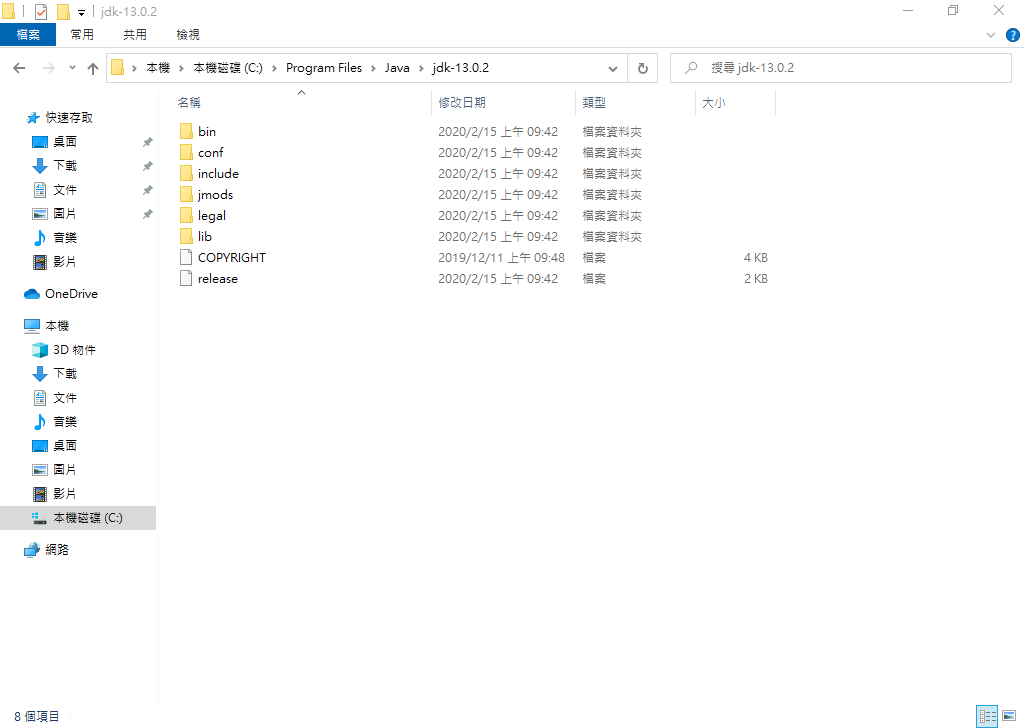 jdk-13.0.2
檔案 常用 共用 檢視
本機 本機磁碟 (C:) Program Files Java jdk-13.0.2 搜尋 jdk-13.0.2
名稱 修改日期 類型 大小
快速存取
桌面
下載
文件
圖片
音樂
影片
OneDrive
本機
3D 物件
下載
文件
音樂
桌面
圖片
影片
本機磁碟 (C:)
網路
bin 2020/2/15 上午 09:42 檔案資料夾
conf 2020/2/15 上午 09:42 檔案資料夾
include 2020/2/15 上午 09:42 檔案資料夾
jmods 2020/2/15 上午 09:42 檔案資料夾
legal 2020/2/15 上午 09:42 檔案資料夾
lib 2020/2/15 上午 09:42 檔案資料夾
COPYRIGHT 2019/12/11 上午 09:48 檔案 4 KB
release 2020/2/15 上午 09:42 檔案 2 KB
8 個項目